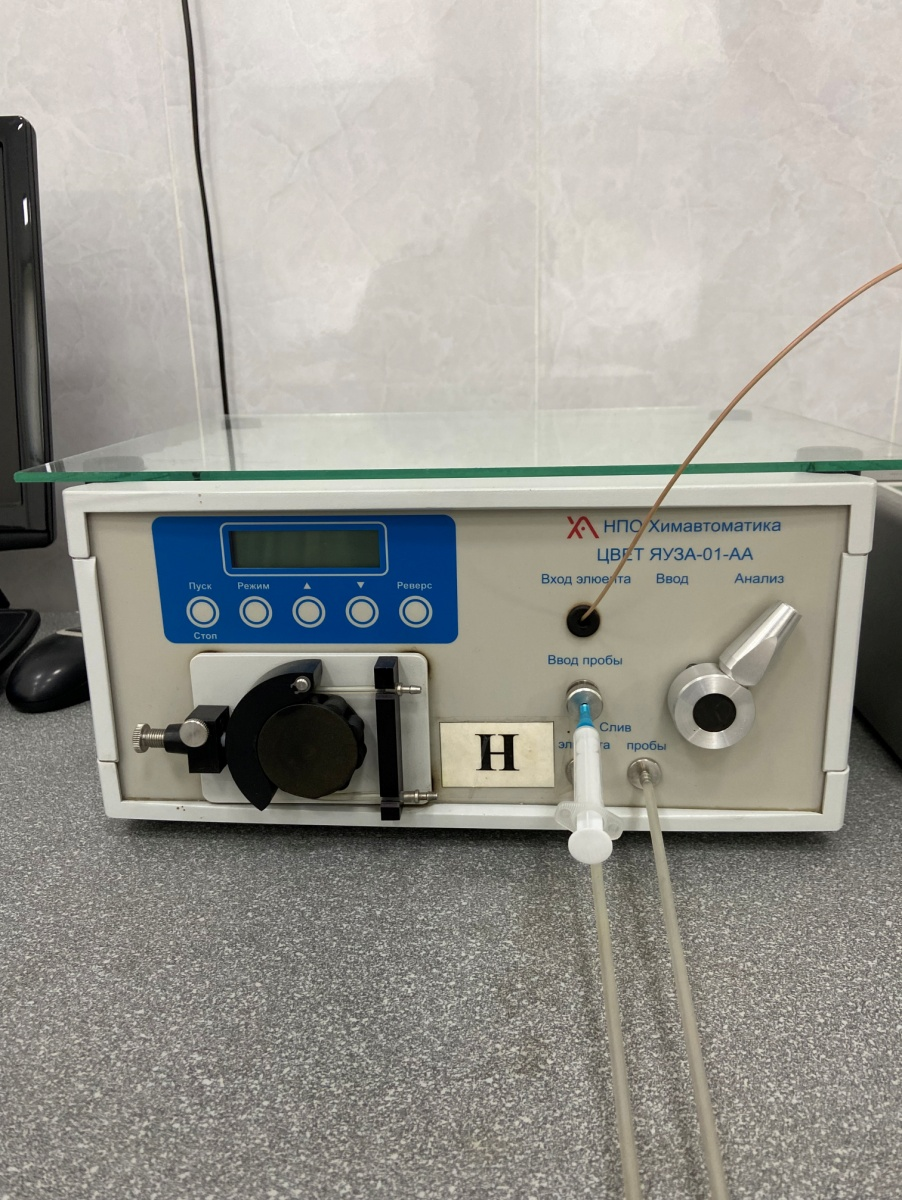 Пуск
Режим
▲
▼
Реверс
Стоп
НПО Химавтоматика
ЦВЕТ ЯУЗА-01-АА
Вход элюента
Ввод
Анализ
Ввод пробы
Слив
пробы
Н